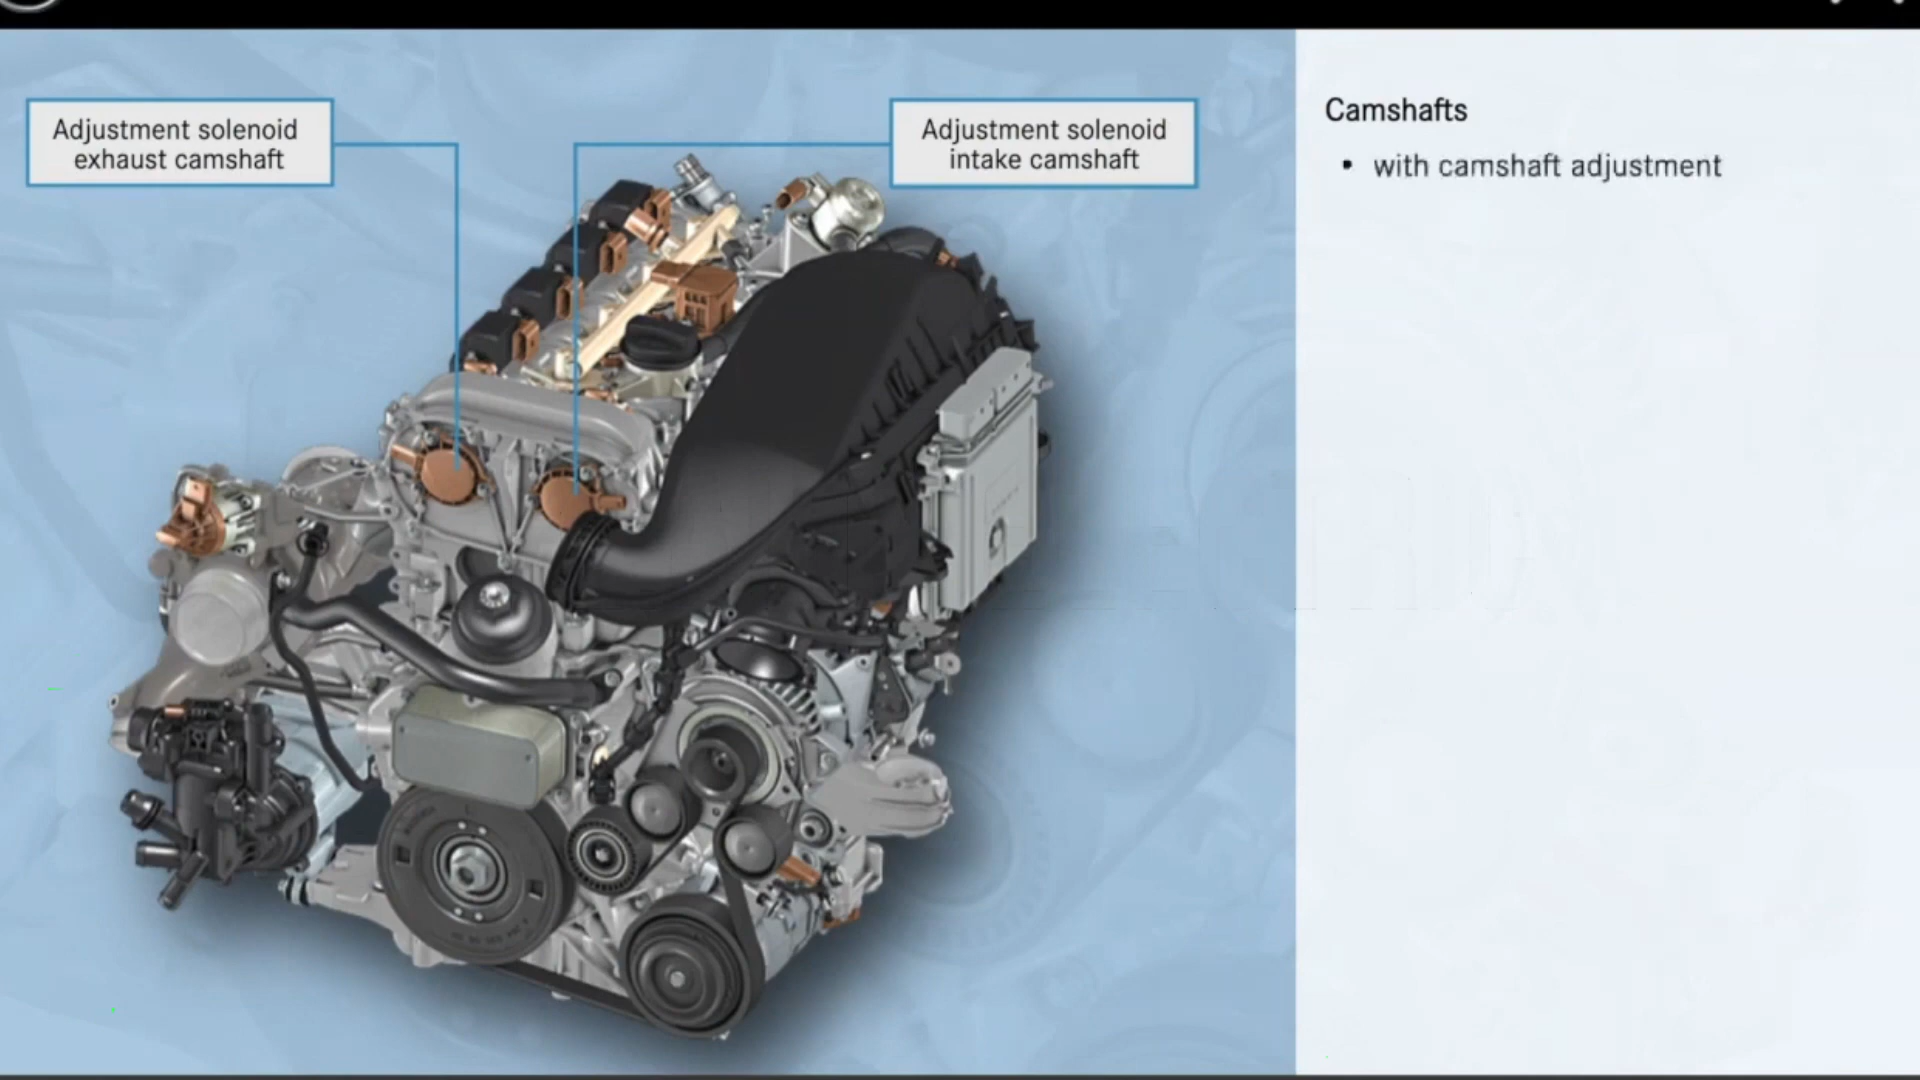 Adjustment solenoid
exhaust camshaft
Adjustment solenoid
intake camshaft
Camshafts
• with camshaft adjustment